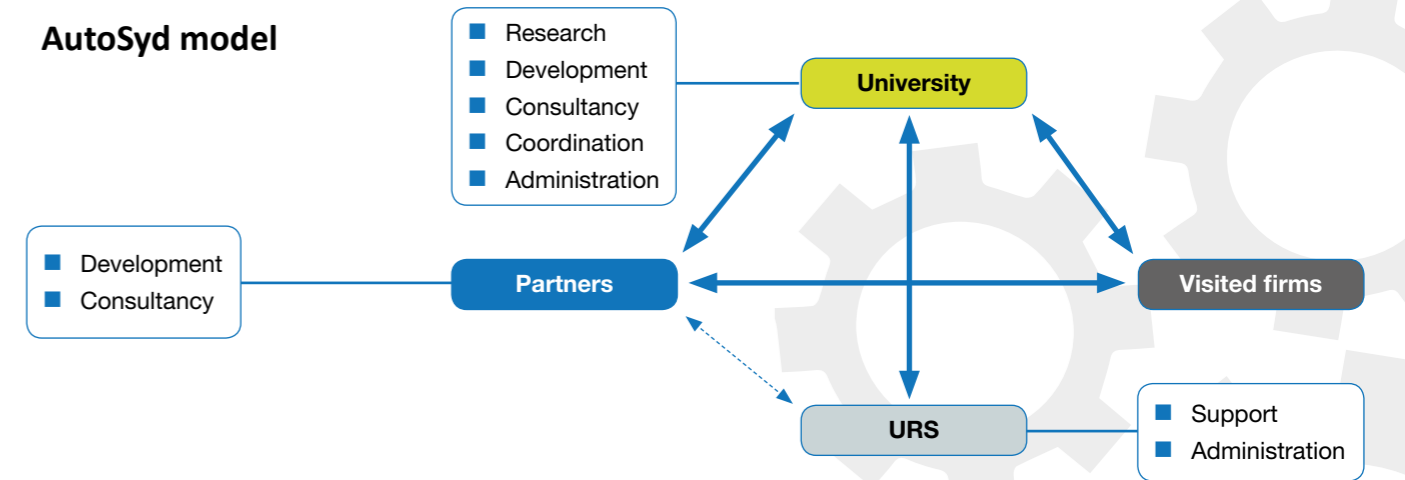 AutoSyd model
Research
Development
Consultancy
Coordination
Administration
University
Development
Consultancy
Partners
Visited firms
URS
Support
Administration